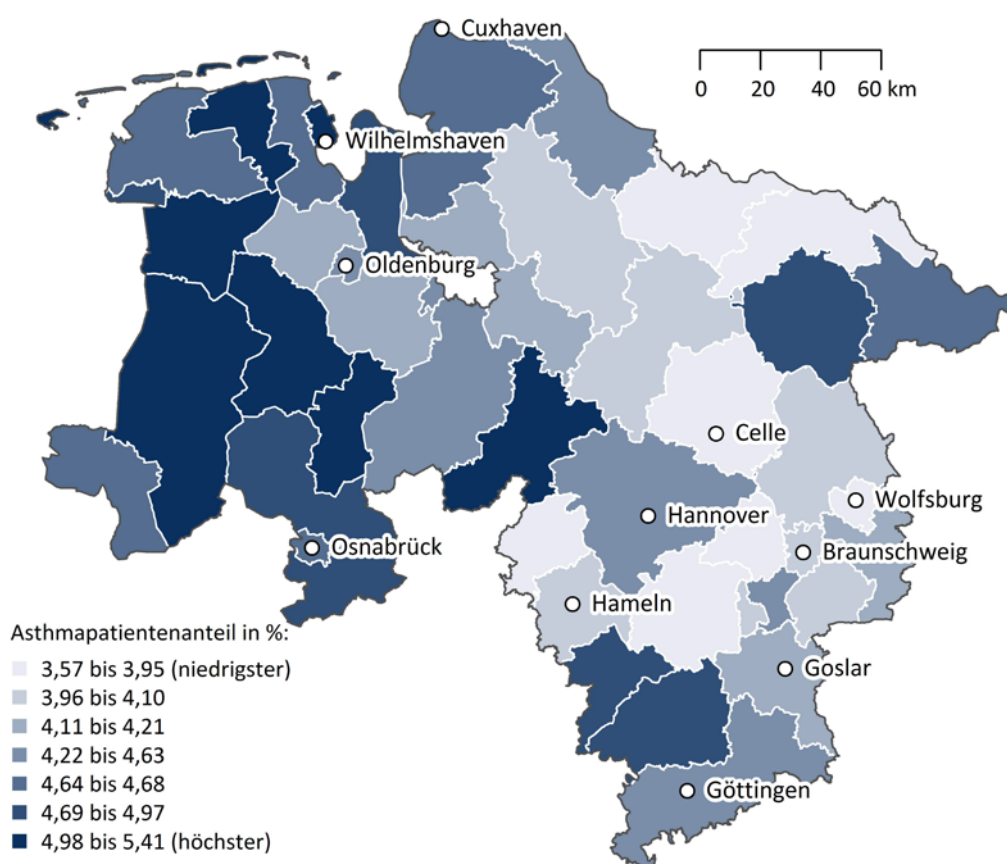 Cuxhaven
0 20 40 60 km
Wilhelmshaven
Oldenburg
Celle
Wolfsburg
Hannover
Osnabrück
Braunschweig
Hameln
Asthmapatientenanteil in %:
3,57 bis 3,95 (niedrigster)
Goslar
3,96 bis 4,10
4,11 bis 4,21
4,22 bis 4,63
4,64 bis 4,68
Göttingen
4,69 bis 4,97
4,98 bis 5,41 (höchster)